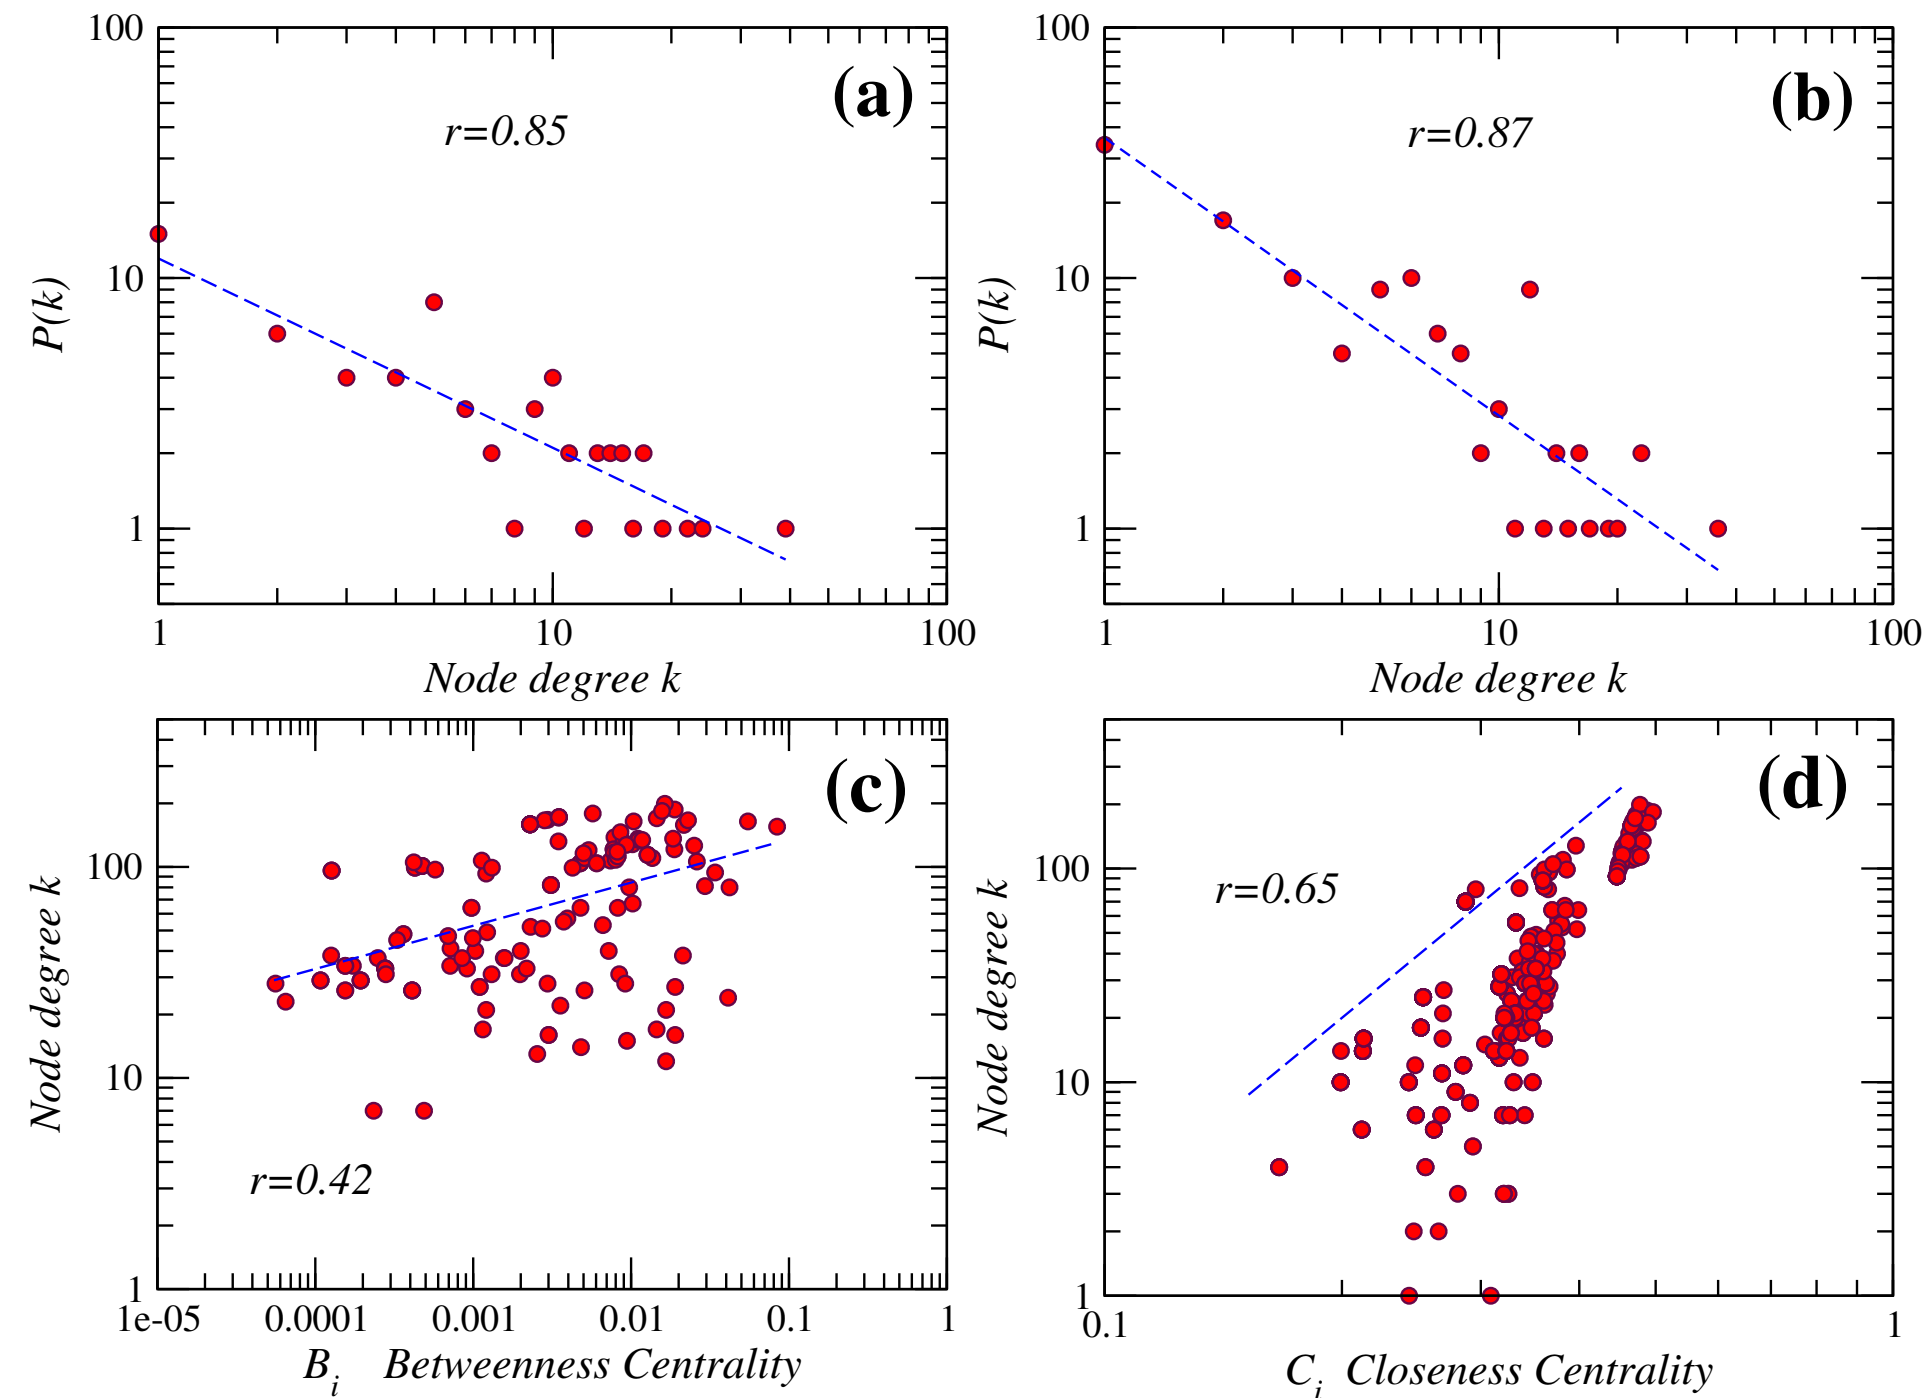 100
10
1
P(k)
r=0.85
(a)
1 10 100
Node degree k
100
10
1
P(k)
r=0.87
(b)
1 10 100
Node degree k
100
10
1
Node degree k
(c)
r=0.42
1e-05 0.0001 0.001 0.01 0.1 1
B_i Betweenness Centrality
100
10
1
Node degree k
(d)
r=0.65
0.1 1
C_i Closeness Centrality